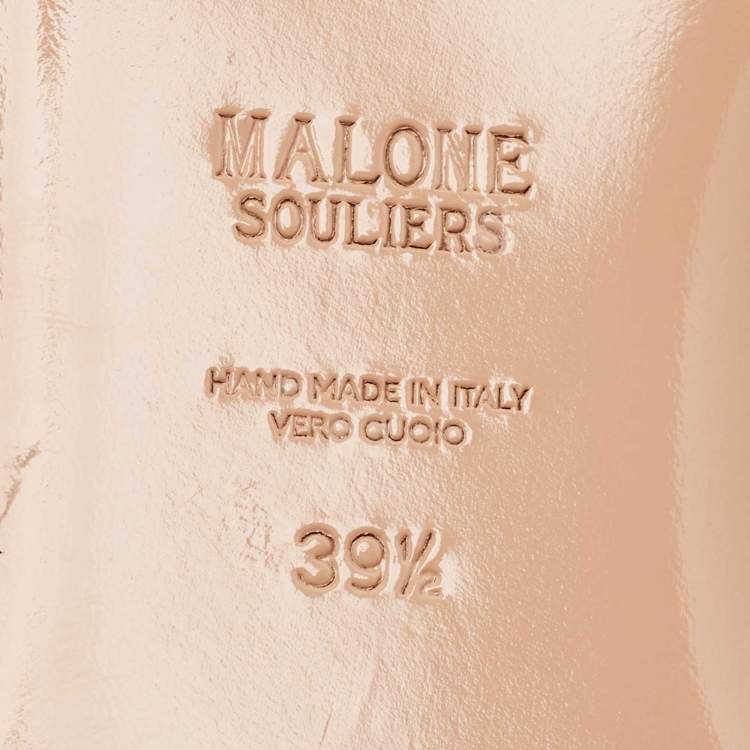 MALONE
SOULIERS
HAND MADE IN ITALY
VERO CUOIO
39½